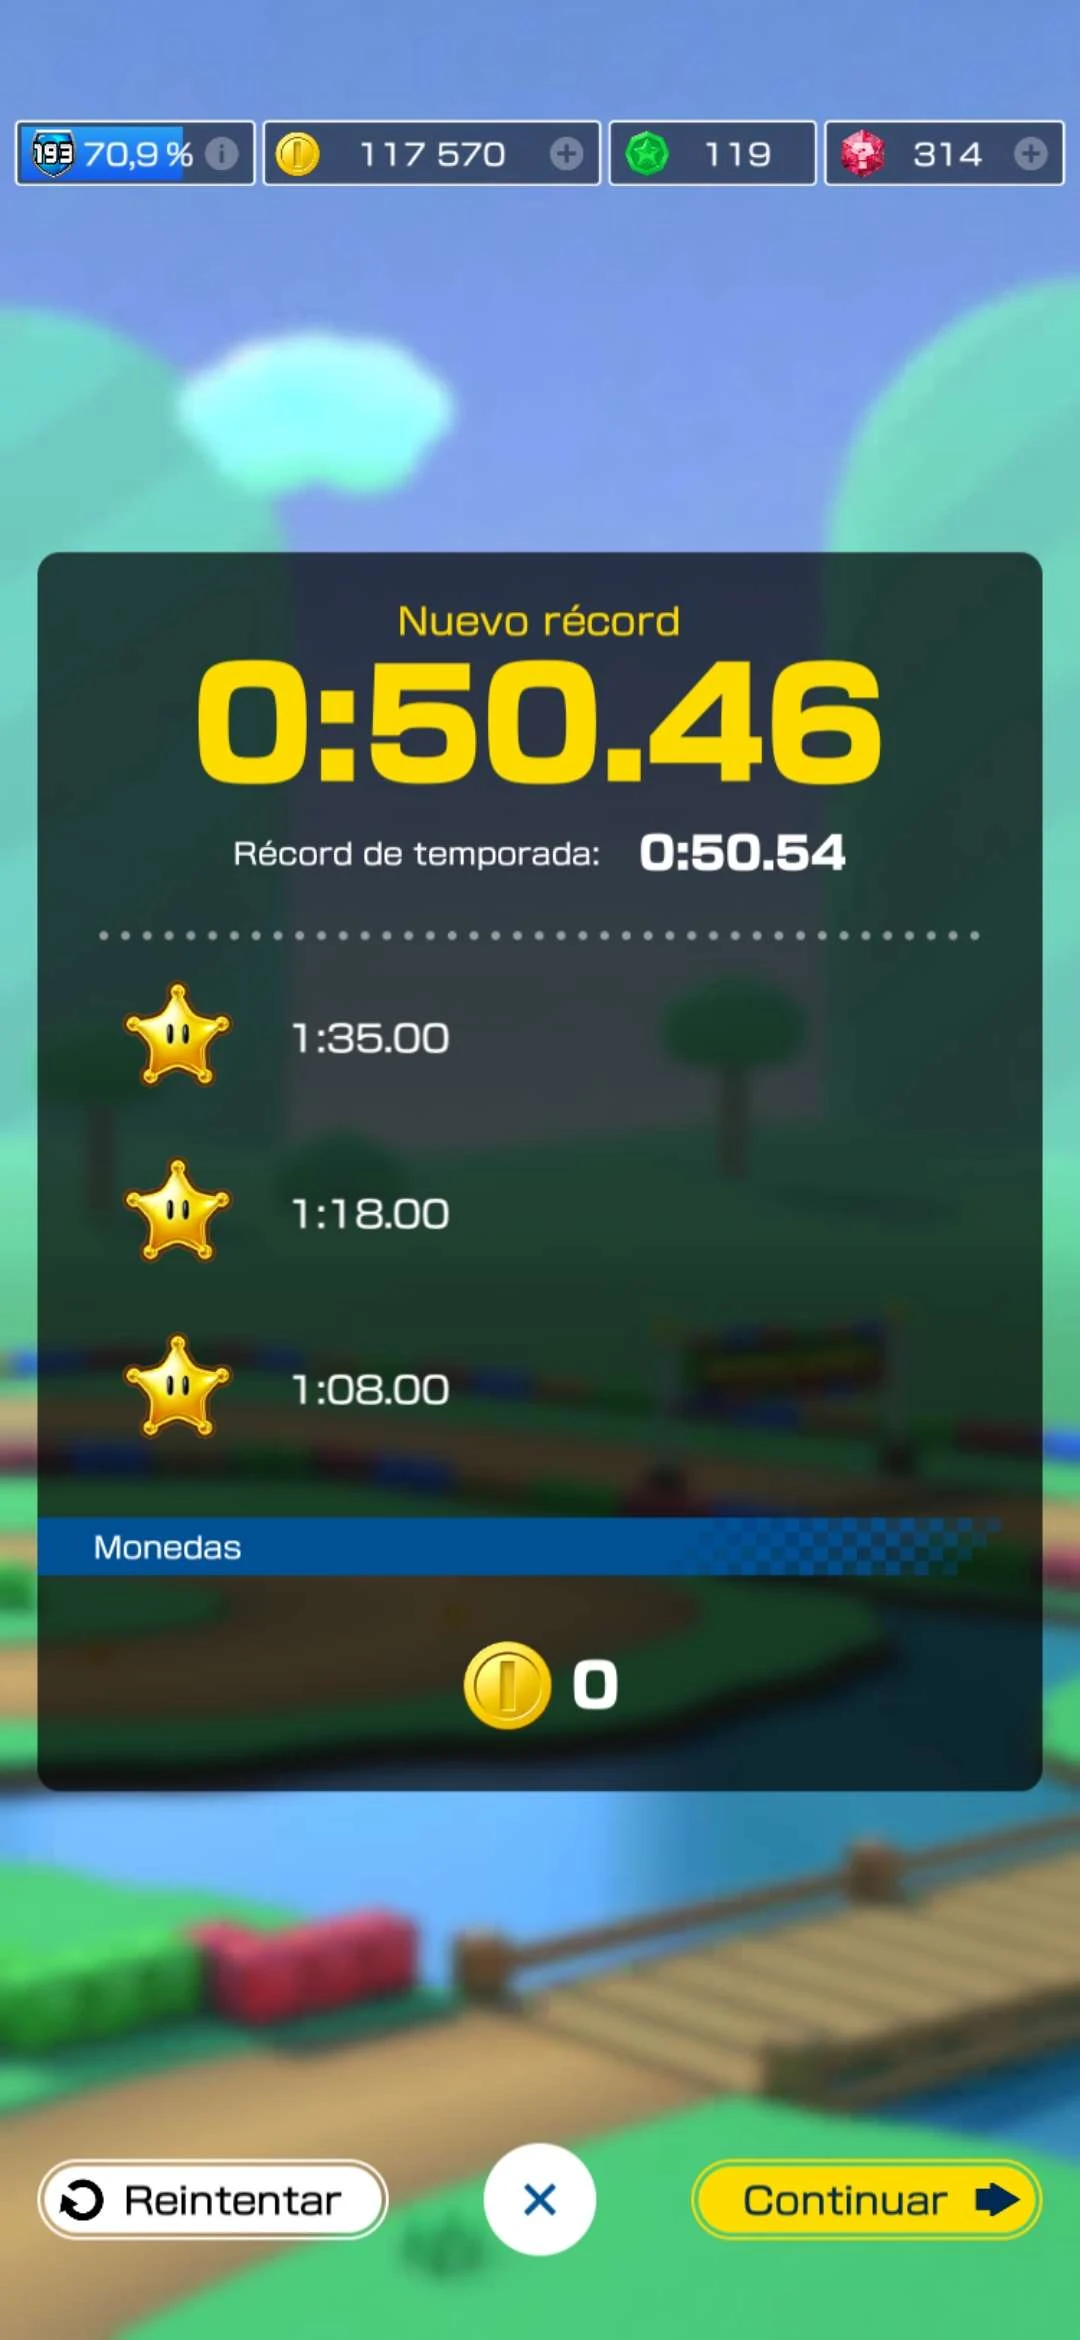 193 70,9 % 117 570 119 314
Nuevo récord
0:50.46
Récord de temporada: 0:50.54
1:35.00
1:18.00
1:08.00
Monedas
0
Reintentar × Continuar